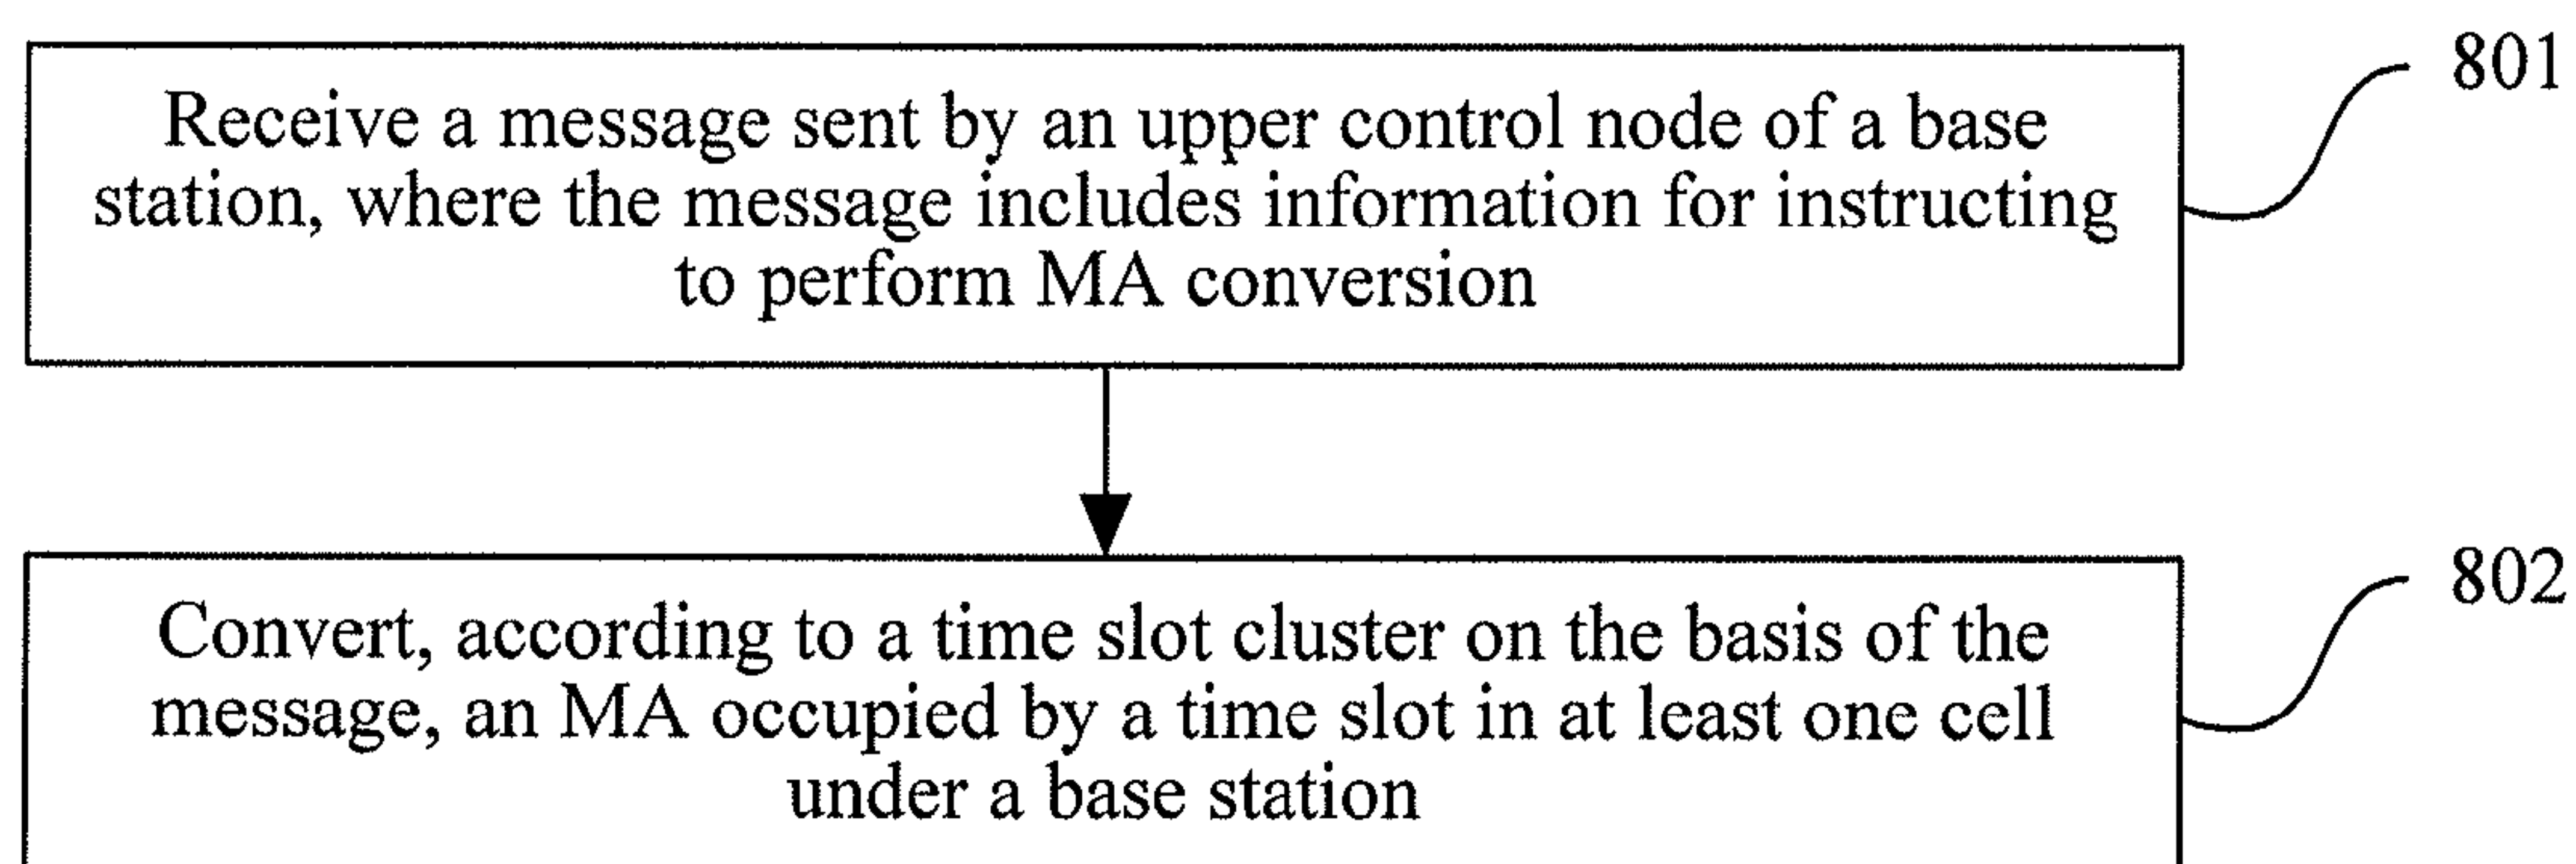 Receive a message sent by an upper control node of a base
station, where the message includes information for instructing
to perform MA conversion
801
Convert, according to a time slot cluster on the basis of the
message, an MA occupied by a time slot in at least one cell
under a base station
802